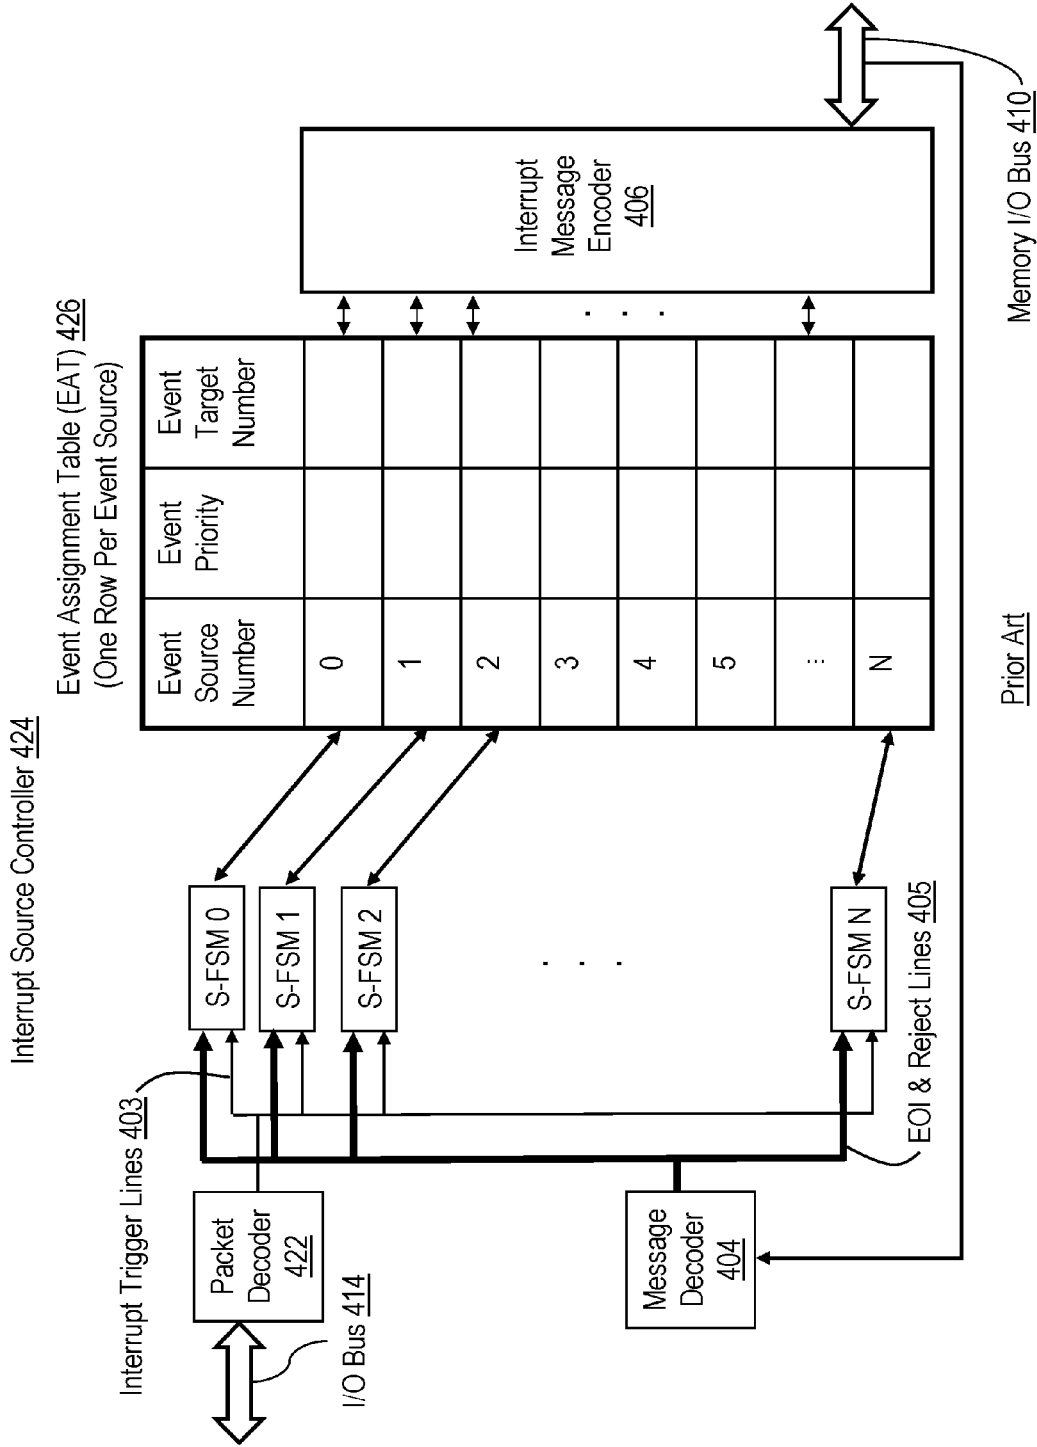 Interrupt Source Controller 424
Event Assignment Table (EAT) 426
(One Row Per Event Source)
Interrupt Trigger Lines 403
Packet
Decoder
422
I/O Bus 414
Message
Decoder
404
S-FSM 0
S-FSM 1
S-FSM 2
. . .
S-FSM N
EOI & Reject Lines 405
Event
Source
Number
Event
Priority
Event
Target
Number
0
1
2
3
4
5
...
N
. . .
Interrupt
Message
Encoder
406
Memory I/O Bus 410
Prior Art